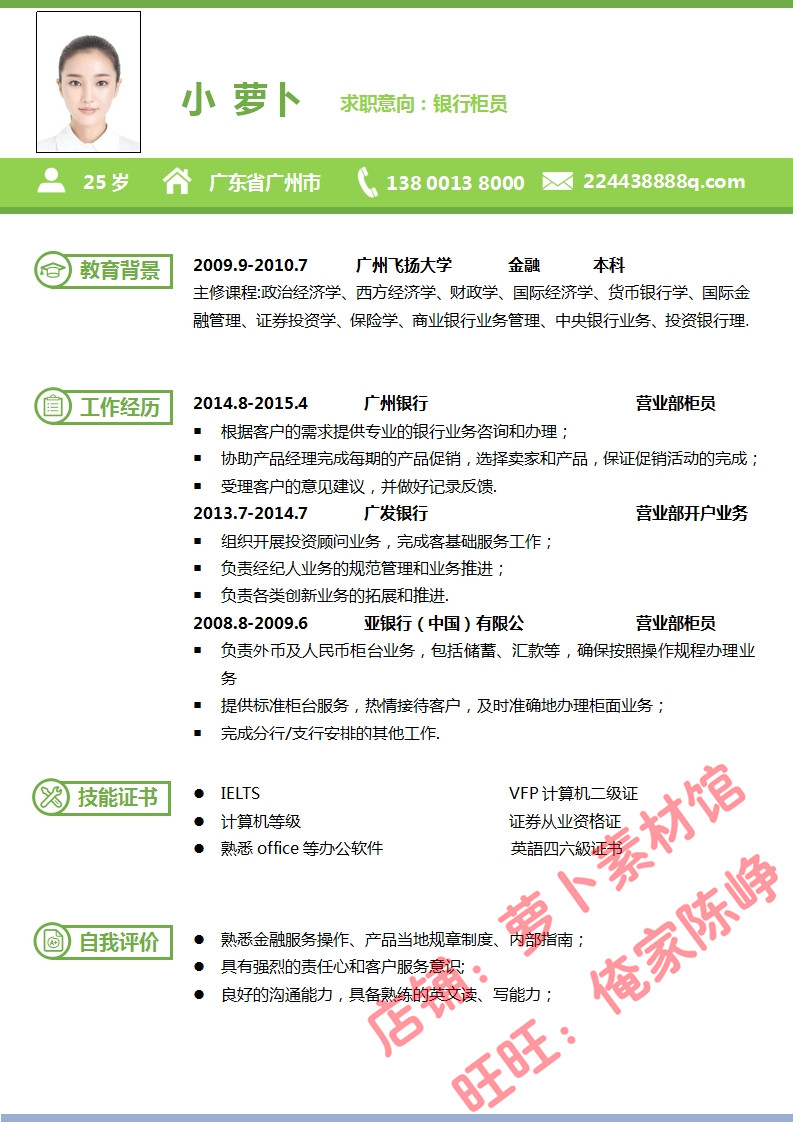 小 萝卜 求职意向：银行柜员
25 岁 广东省广州市 138 0013 8000 224438888q.com
教育背景
2009.9-2010.7 广州飞扬大学 金融 本科
主修课程:政治经济学、西方经济学、财政学、国际经济学、货币银行学、国际金
融管理、证券投资学、保险学、商业银行业务管理、中央银行业务、投资银行理.
工作经历
2014.8-2015.4 广州银行 营业部柜员
▪ 根据客户的需求提供专业的银行业务咨询和办理；
▪ 协助产品经理完成每期的产品促销，选择卖家和产品，保证促销活动的完成；
▪ 受理客户的意见建议，并做好记录反馈.
2013.7-2014.7 广发银行 营业部开户业务
▪ 组织开展投资顾问业务，完成客基础服务工作；
▪ 负责经纪人业务的规范管理和业务推进；
▪ 负责各类创新业务的拓展和推进.
2008.8-2009.6 亚银行（中国）有限公 营业部柜员
▪ 负责外币及人民币柜台业务，包括储蓄、汇款等，确保按照操作规程办理业
务
▪ 提供标准柜台服务，热情接待客户，及时准确地办理柜面业务；
▪ 完成分行/支行安排的其他工作.
技能证书
● IELTS VFP 计算机二级证
● 计算机等级 证券从业资格证
● 熟悉 office 等办公软件 英語四六級证书
自我评价
● 熟悉金融服务操作、产品当地规章制度、内部指南；
● 具有强烈的责任心和客户服务意识;
● 良好的沟通能力，具备熟练的英文读、写能力；
店铺：萝卜素材馆
旺旺：俺家陈峥